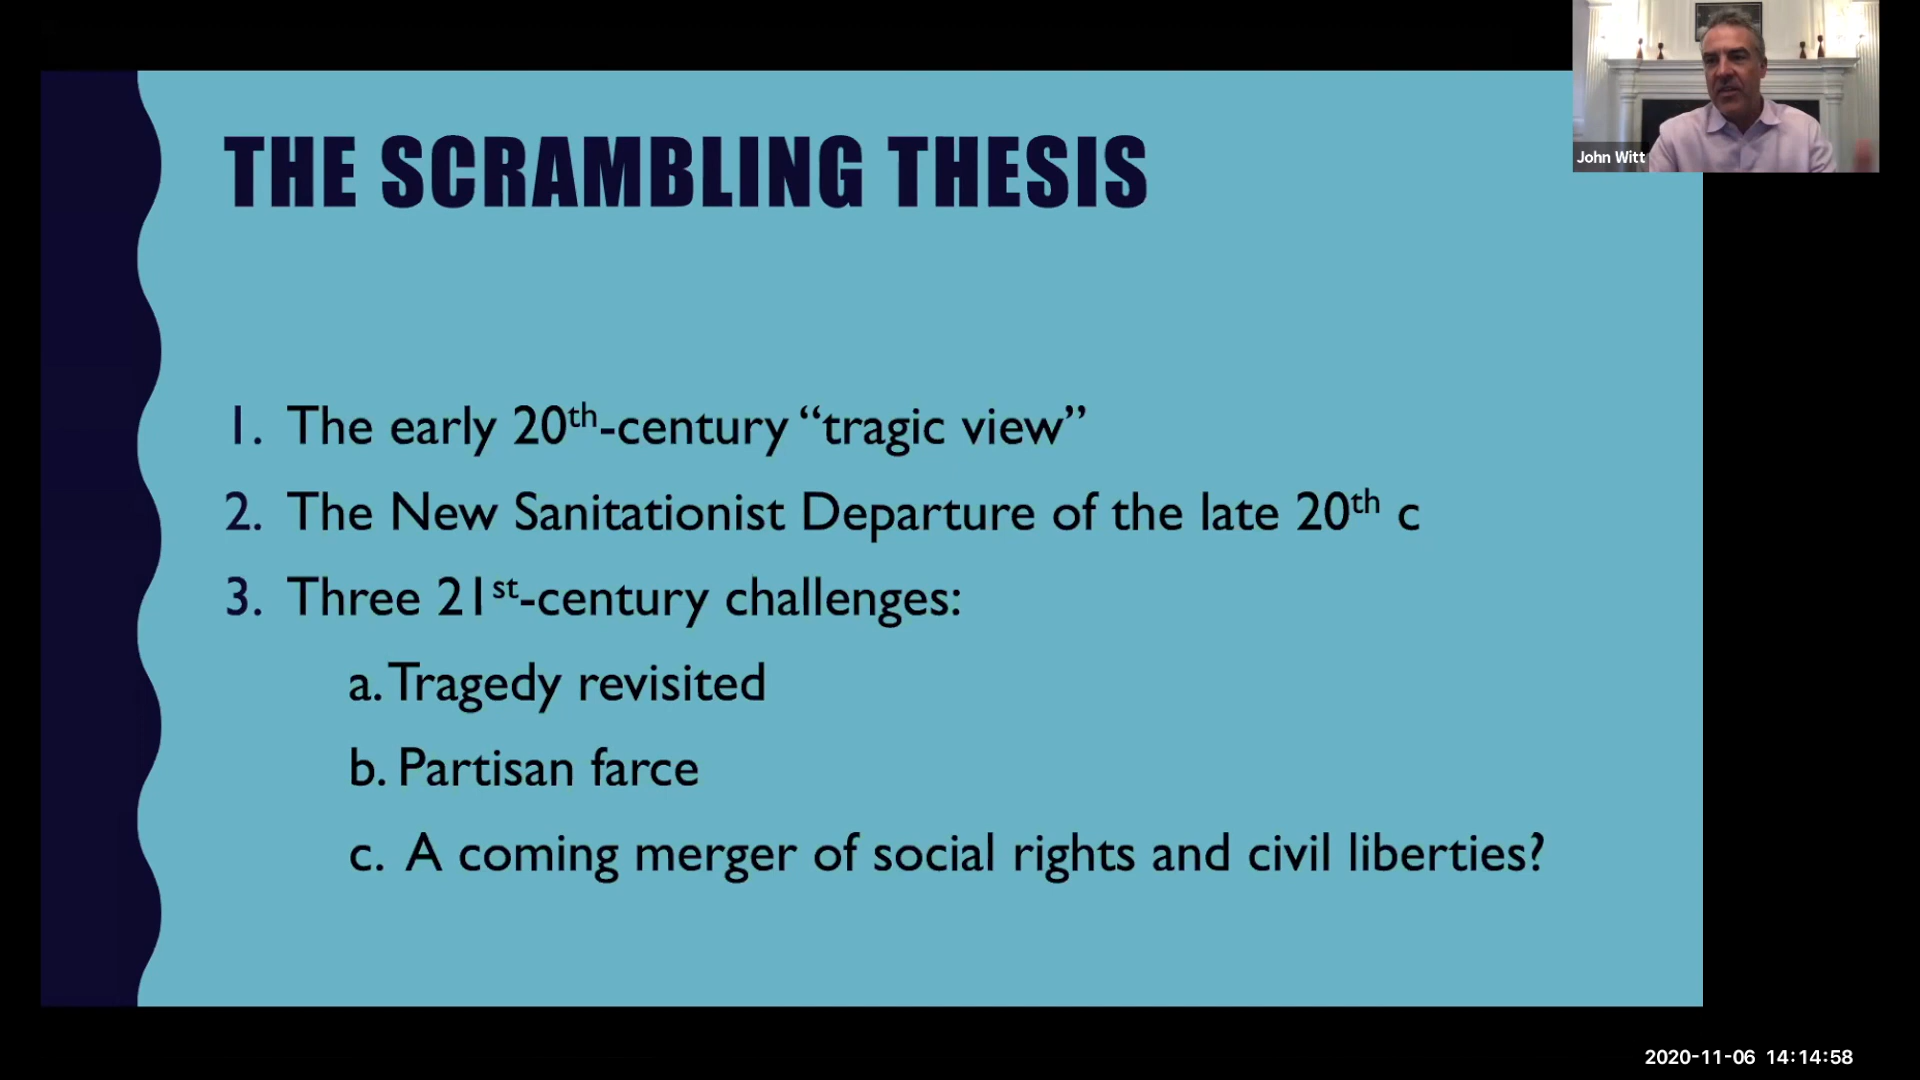 John Witt
THE SCRAMBLING THESIS
1. The early 20th-century “tragic view”
2. The New Sanitationist Departure of the late 20th c
3. Three 21st-century challenges:
a. Tragedy revisited
b. Partisan farce
c. A coming merger of social rights and civil liberties?
2020-11-06 14:14:58